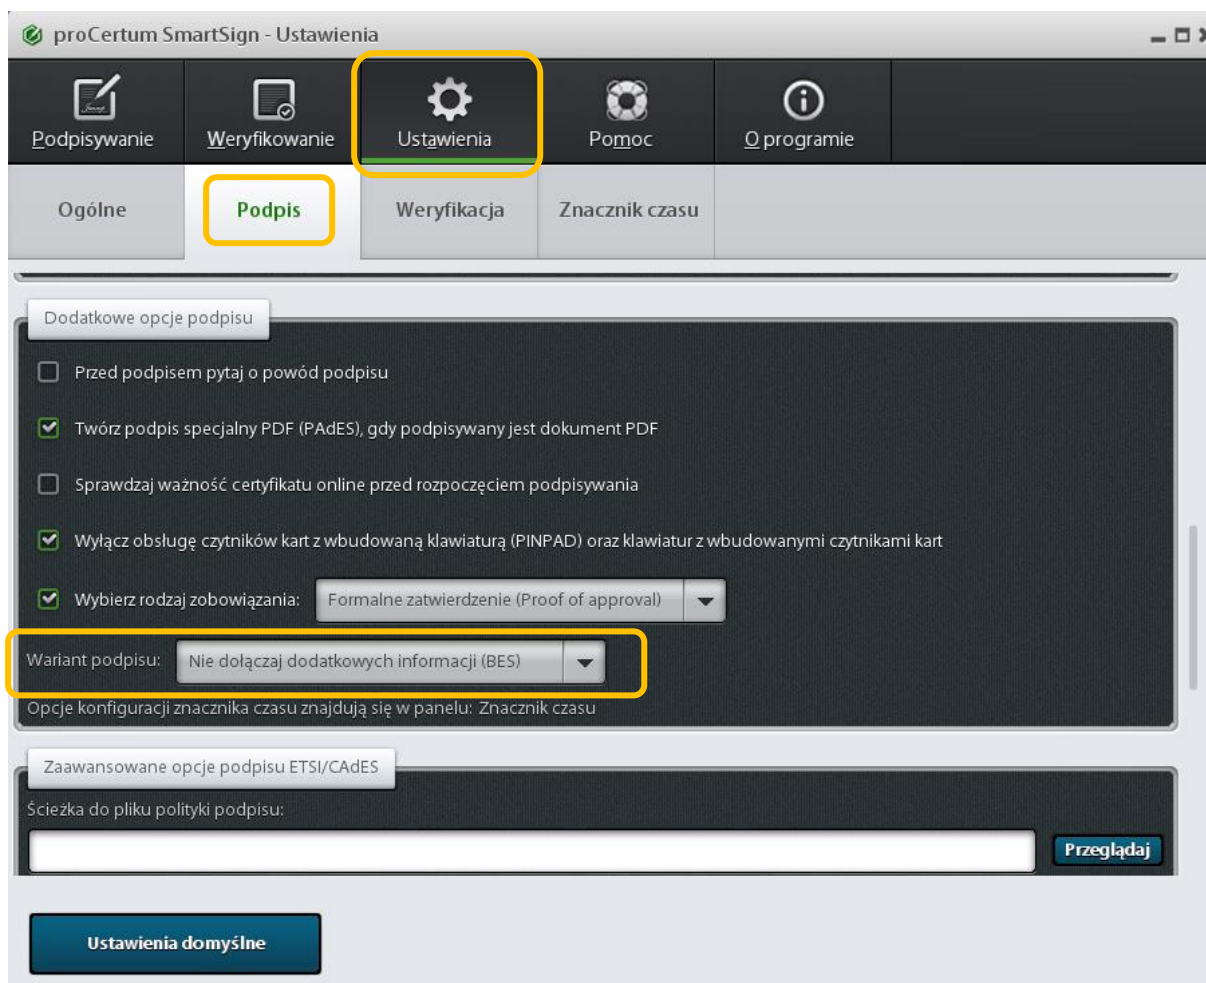 proCertum SmartSign - Ustawienia
Podpisywanie
Weryfikowanie
Ustawienia
Pomoc
O programie
Ogólne
Podpis
Weryfikacja
Znacznik czasu
Dodatkowe opcje podpisu
Przed podpisem pytaj o powód podpisu
Twórz podpis specjalny PDF (PAdES), gdy podpisywany jest dokument PDF
Sprawdzaj ważność certyfikatu online przed rozpoczęciem podpisywania
Wyłącz obsługę czytników kart z wbudowaną klawiaturą (PINPAD) oraz klawiatur z wbudowanymi czytnikami kart
Wybierz rodzaj zobowiązania: Formalne zatwierdzenie (Proof of approval)
Wariant podpisu: Nie dołączaj dodatkowych informacji (BES)
Opcje konfiguracji znacznika czasu znajdują się w panelu: Znacznik czasu
Zaawansowane opcje podpisu ETSI/CAdES
Ścieżka do pliku polityki podpisu:
Przeglądaj
Ustawienia domyślne